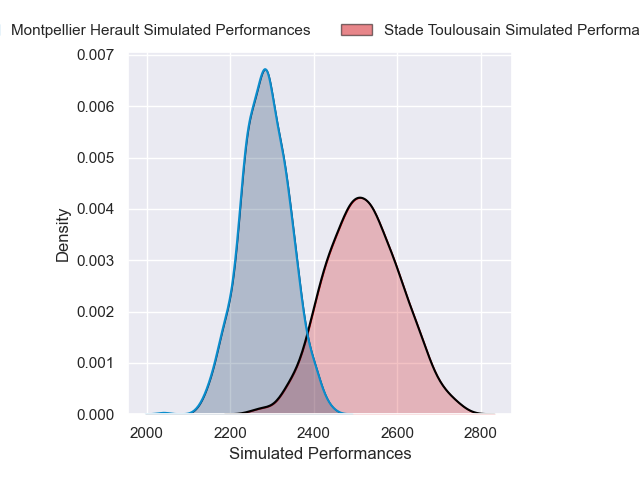 Montpellier Herault Simulated Performances Stade Toulousain Simulated Performa
0.007
0.006
0.005
0.004
0.003
0.002
0.001
0.000
Density
2000 2200 2400 2600 2800
Simulated Performances